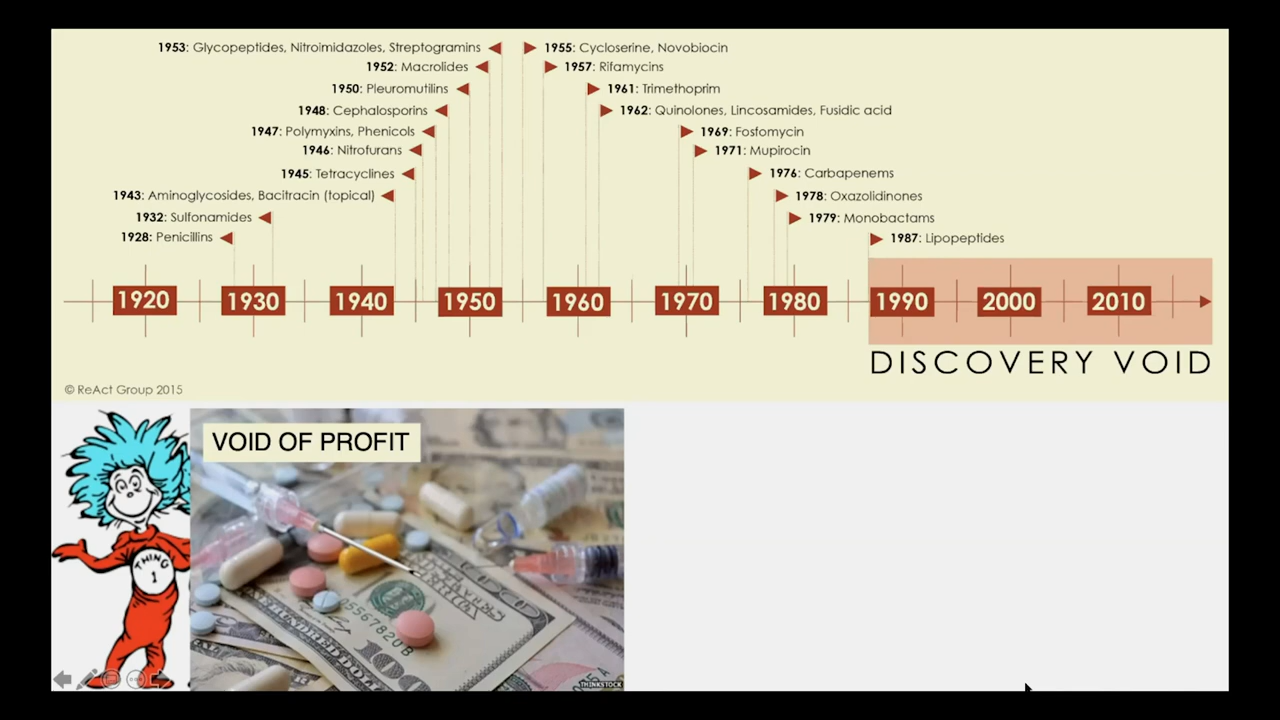 1953: Glycopeptides, Nitroimidazoles, Streptogramins
1952: Macrolides
1950: Pleuromutilins
1948: Cephalosporins
1947: Polymyxins, Phenicols
1946: Nitrofurans
1945: Tetracyclines
1943: Aminoglycosides, Bacitracin (topical)
1932: Sulfonamides
1928: Penicillins
1955: Cycloserine, Novobiocin
1957: Rifamycins
1961: Trimethoprim
1962: Quinolones, Lincosamides, Fusidic acid
1969: Fosfomycin
1971: Mupirocin
1976: Carbapenems
1978: Oxazolidinones
1979: Monobactams
1987: Lipopeptides
1920 1930 1940 1950 1960 1970 1980 1990 2000 2010
DISCOVERY VOID
© ReAct Group 2015
VOID OF PROFIT
THING
1
100
THINKSTOCK